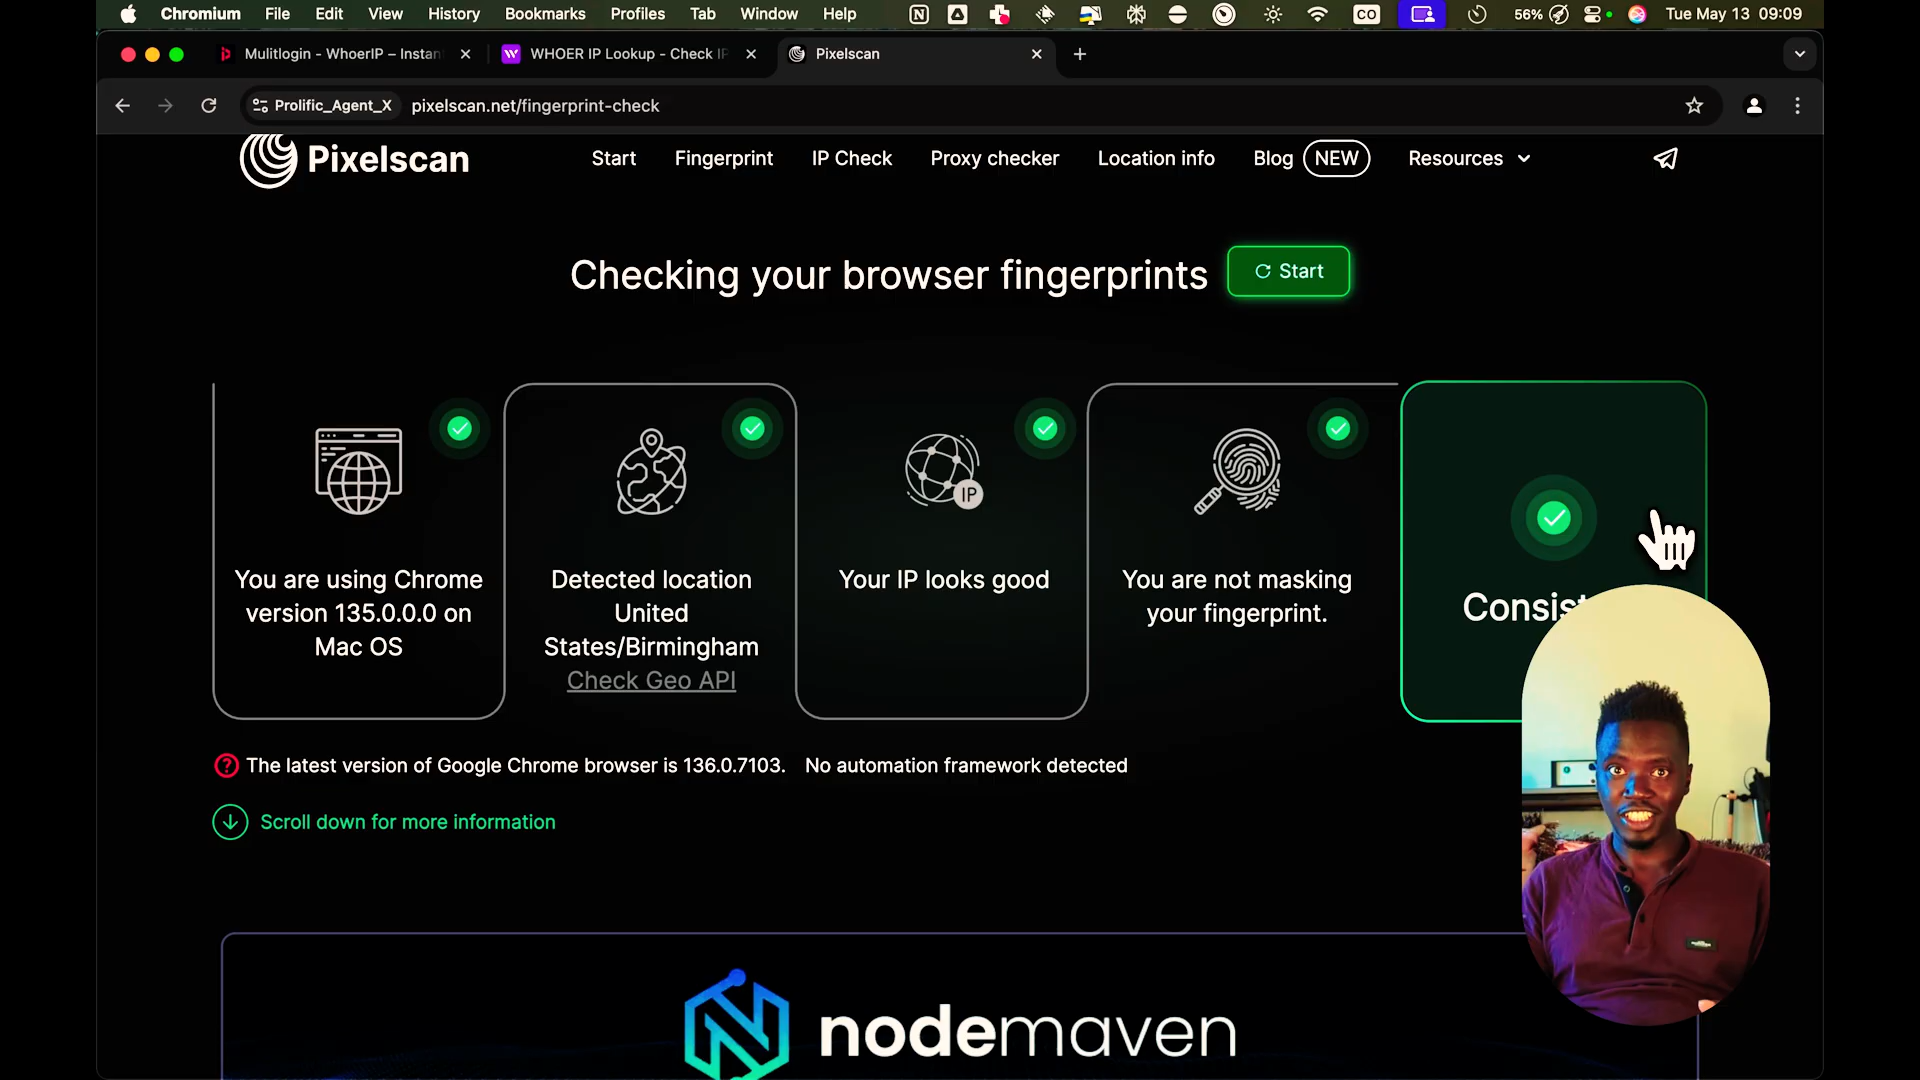 Chromium File Edit View History Bookmarks Profiles Tab Window Help CO 56% Tue May 13 09:09
Mulitlogin - WhoerIP – Instan
WHOER IP Lookup - Check IP
Pixelscan
Prolific_Agent_X pixelscan.net/fingerprint-check
Pixelscan
Start Fingerprint IP Check Proxy checker Location info Blog NEW Resources
Checking your browser fingerprints
Start
You are using Chrome
version 135.0.0.0 on
Mac OS
Detected location
United
States/Birmingham
Check Geo API
IP
Your IP looks good
You are not masking
your fingerprint.
Consist
The latest version of Google Chrome browser is 136.0.7103. No automation framework detected
Scroll down for more information
nodemaven